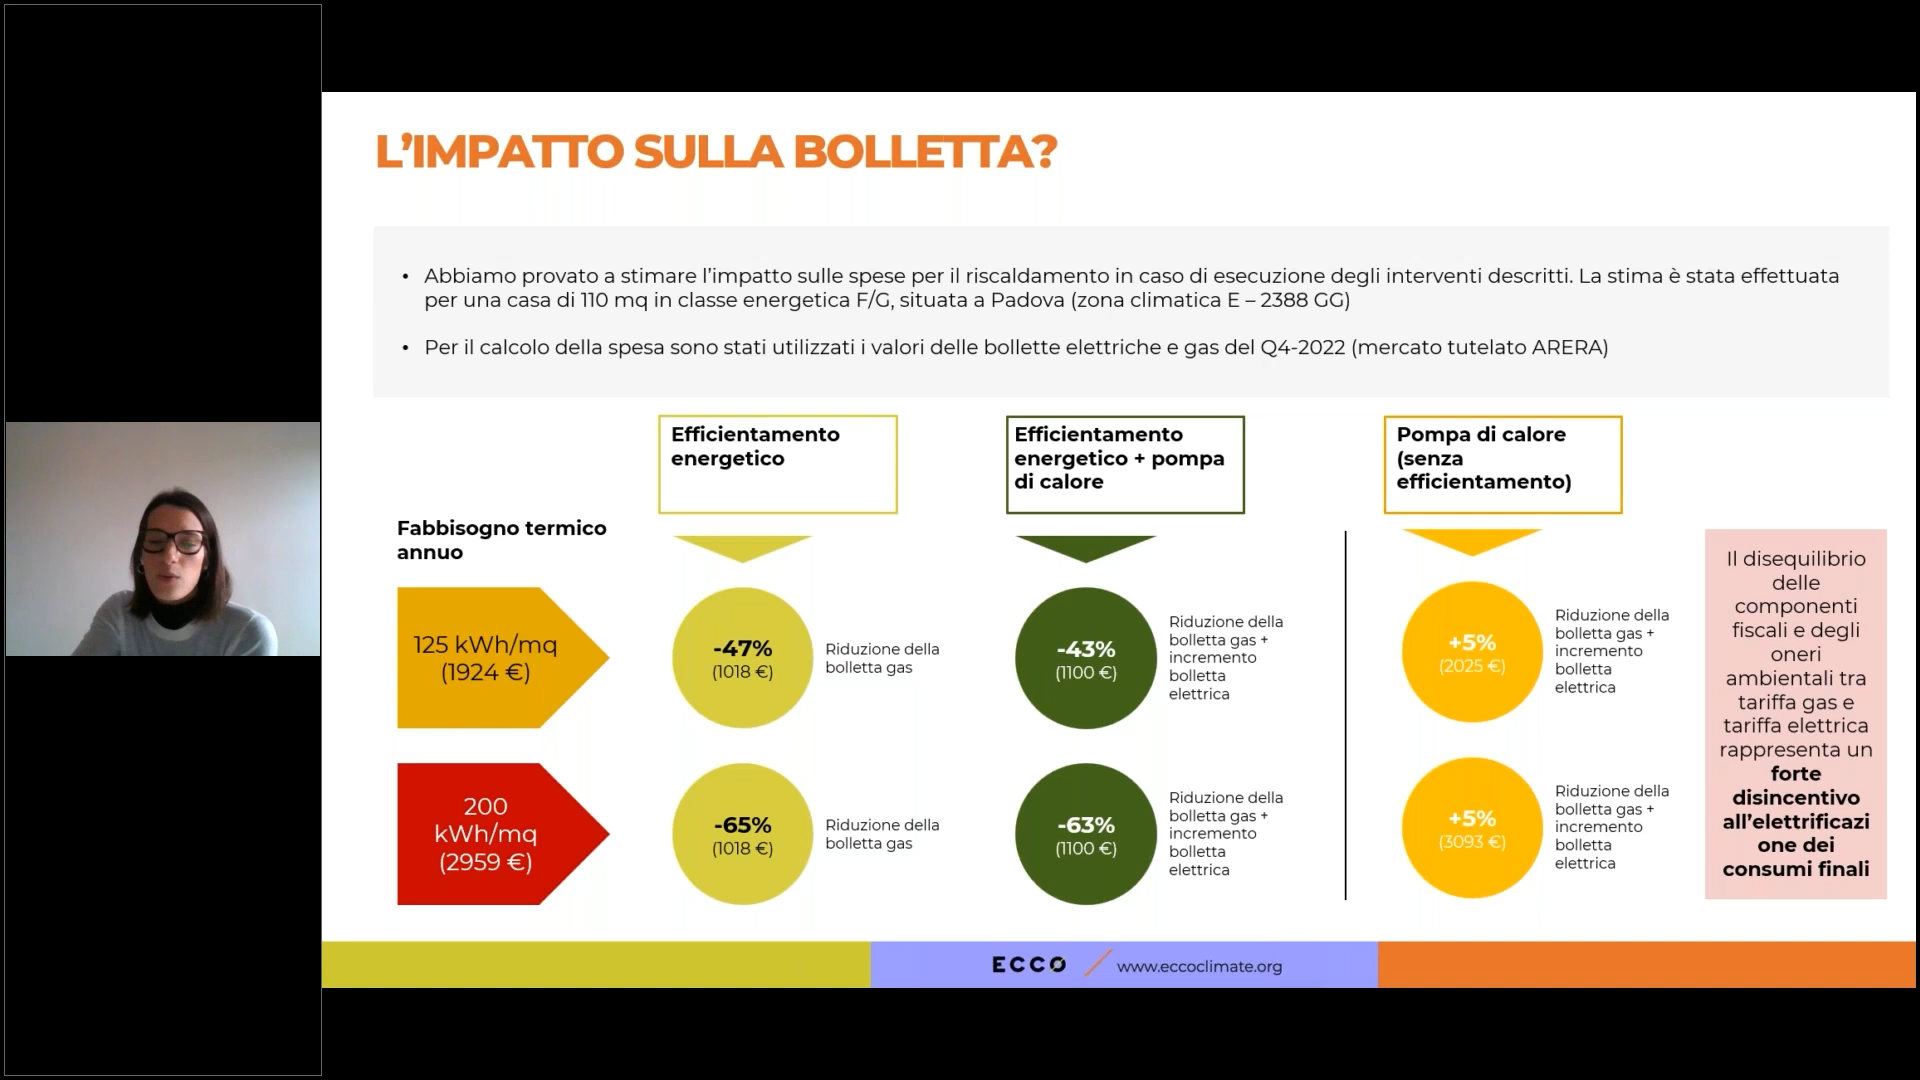 L'IMPATTO SULLA BOLLETTA?
• Abbiamo provato a stimare l'impatto sulle spese per il riscaldamento in caso di esecuzione degli interventi descritti. La stima è stata effettuata
per una casa di 110 mq in classe energetica F/G, situata a Padova (zona climatica E – 2388 GG)
• Per il calcolo della spesa sono stati utilizzati i valori delle bollette elettriche e gas del Q4-2022 (mercato tutelato ARERA)
Efficientamento
energetico
Efficientamento
energetico + pompa
di calore
Pompa di calore
(senza
efficientamento)
Fabbisogno termico
annuo
125 kWh/mq
(1924 €)
-47%
(1018 €)
Riduzione della
bolletta gas
-43%
(1100 €)
Riduzione della
bolletta gas +
incremento
bolletta
elettrica
+5%
(2025 €)
Riduzione della
bolletta gas +
incremento
bolletta
elettrica
200
kWh/mq
(2959 €)
-65%
(1018 €)
Riduzione della
bolletta gas
-63%
(1100 €)
Riduzione della
bolletta gas +
incremento
bolletta
elettrica
+5%
(3093 €)
Riduzione della
bolletta gas +
incremento
bolletta
elettrica
Il disequilibrio
delle
componenti
fiscali e degli
oneri
ambientali tra
tariffa gas e
tariffa elettrica
rappresenta un
forte
disincentivo
all'elettrificazi
one dei
consumi finali
ECCO
www.eccoclimate.org